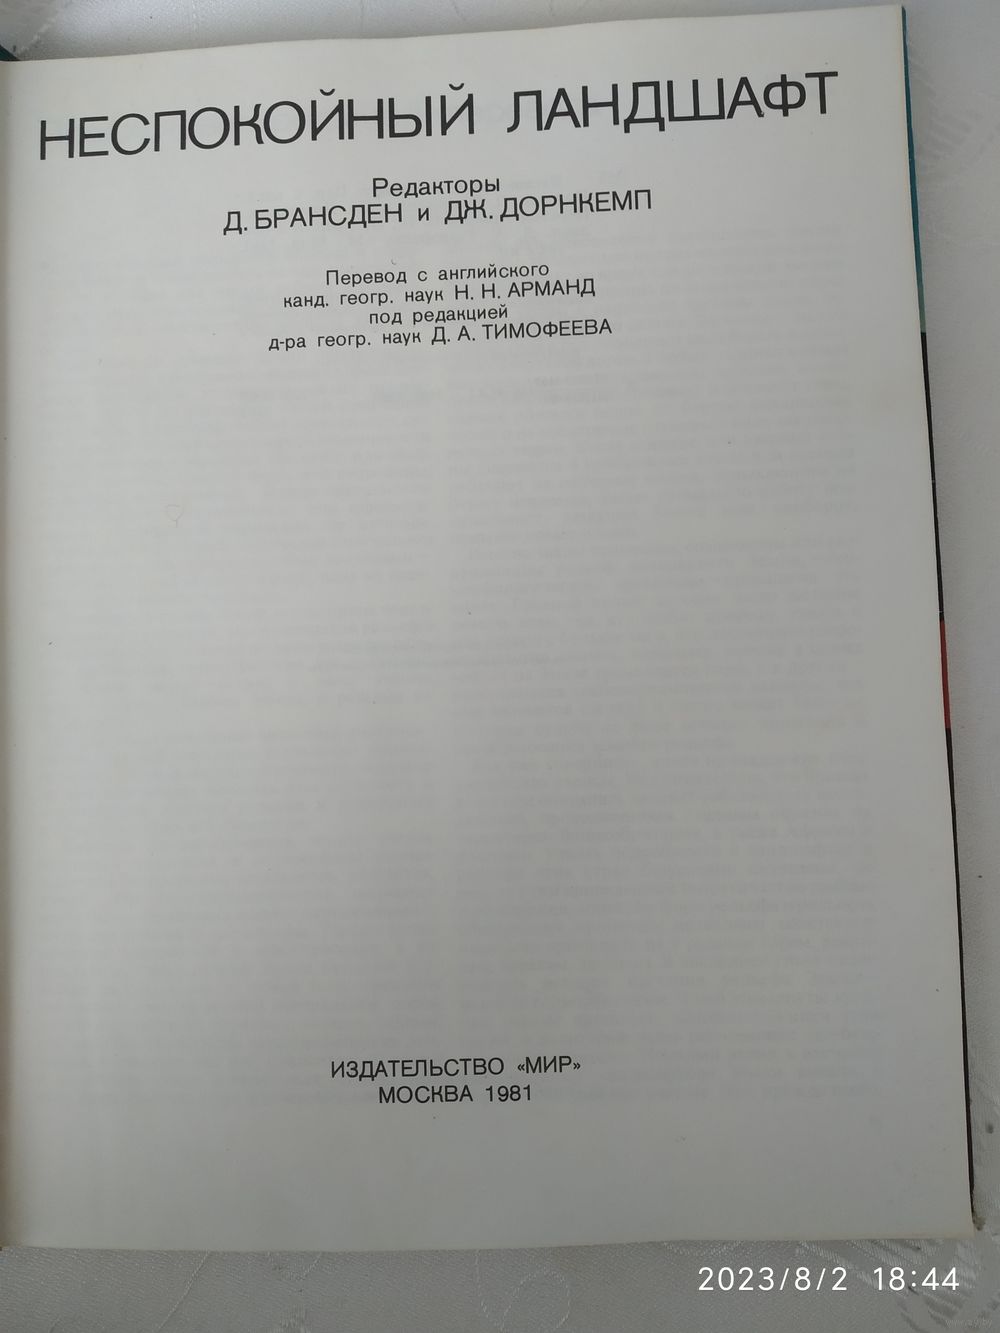 НЕСПОКОЙНЫЙ ЛАНДШАФТ
Редакторы
Д. БРАНСДЕН и ДЖ. ДОРНКЕМП
Перевод с английского
канд. геогр. наук Н. Н. АРМАНД
под редакцией
д-ра геогр. наук Д. А. ТИМОФЕЕВА
ИЗДАТЕЛЬСТВО «МИР»
МОСКВА 1981
2023/8/2 18:44